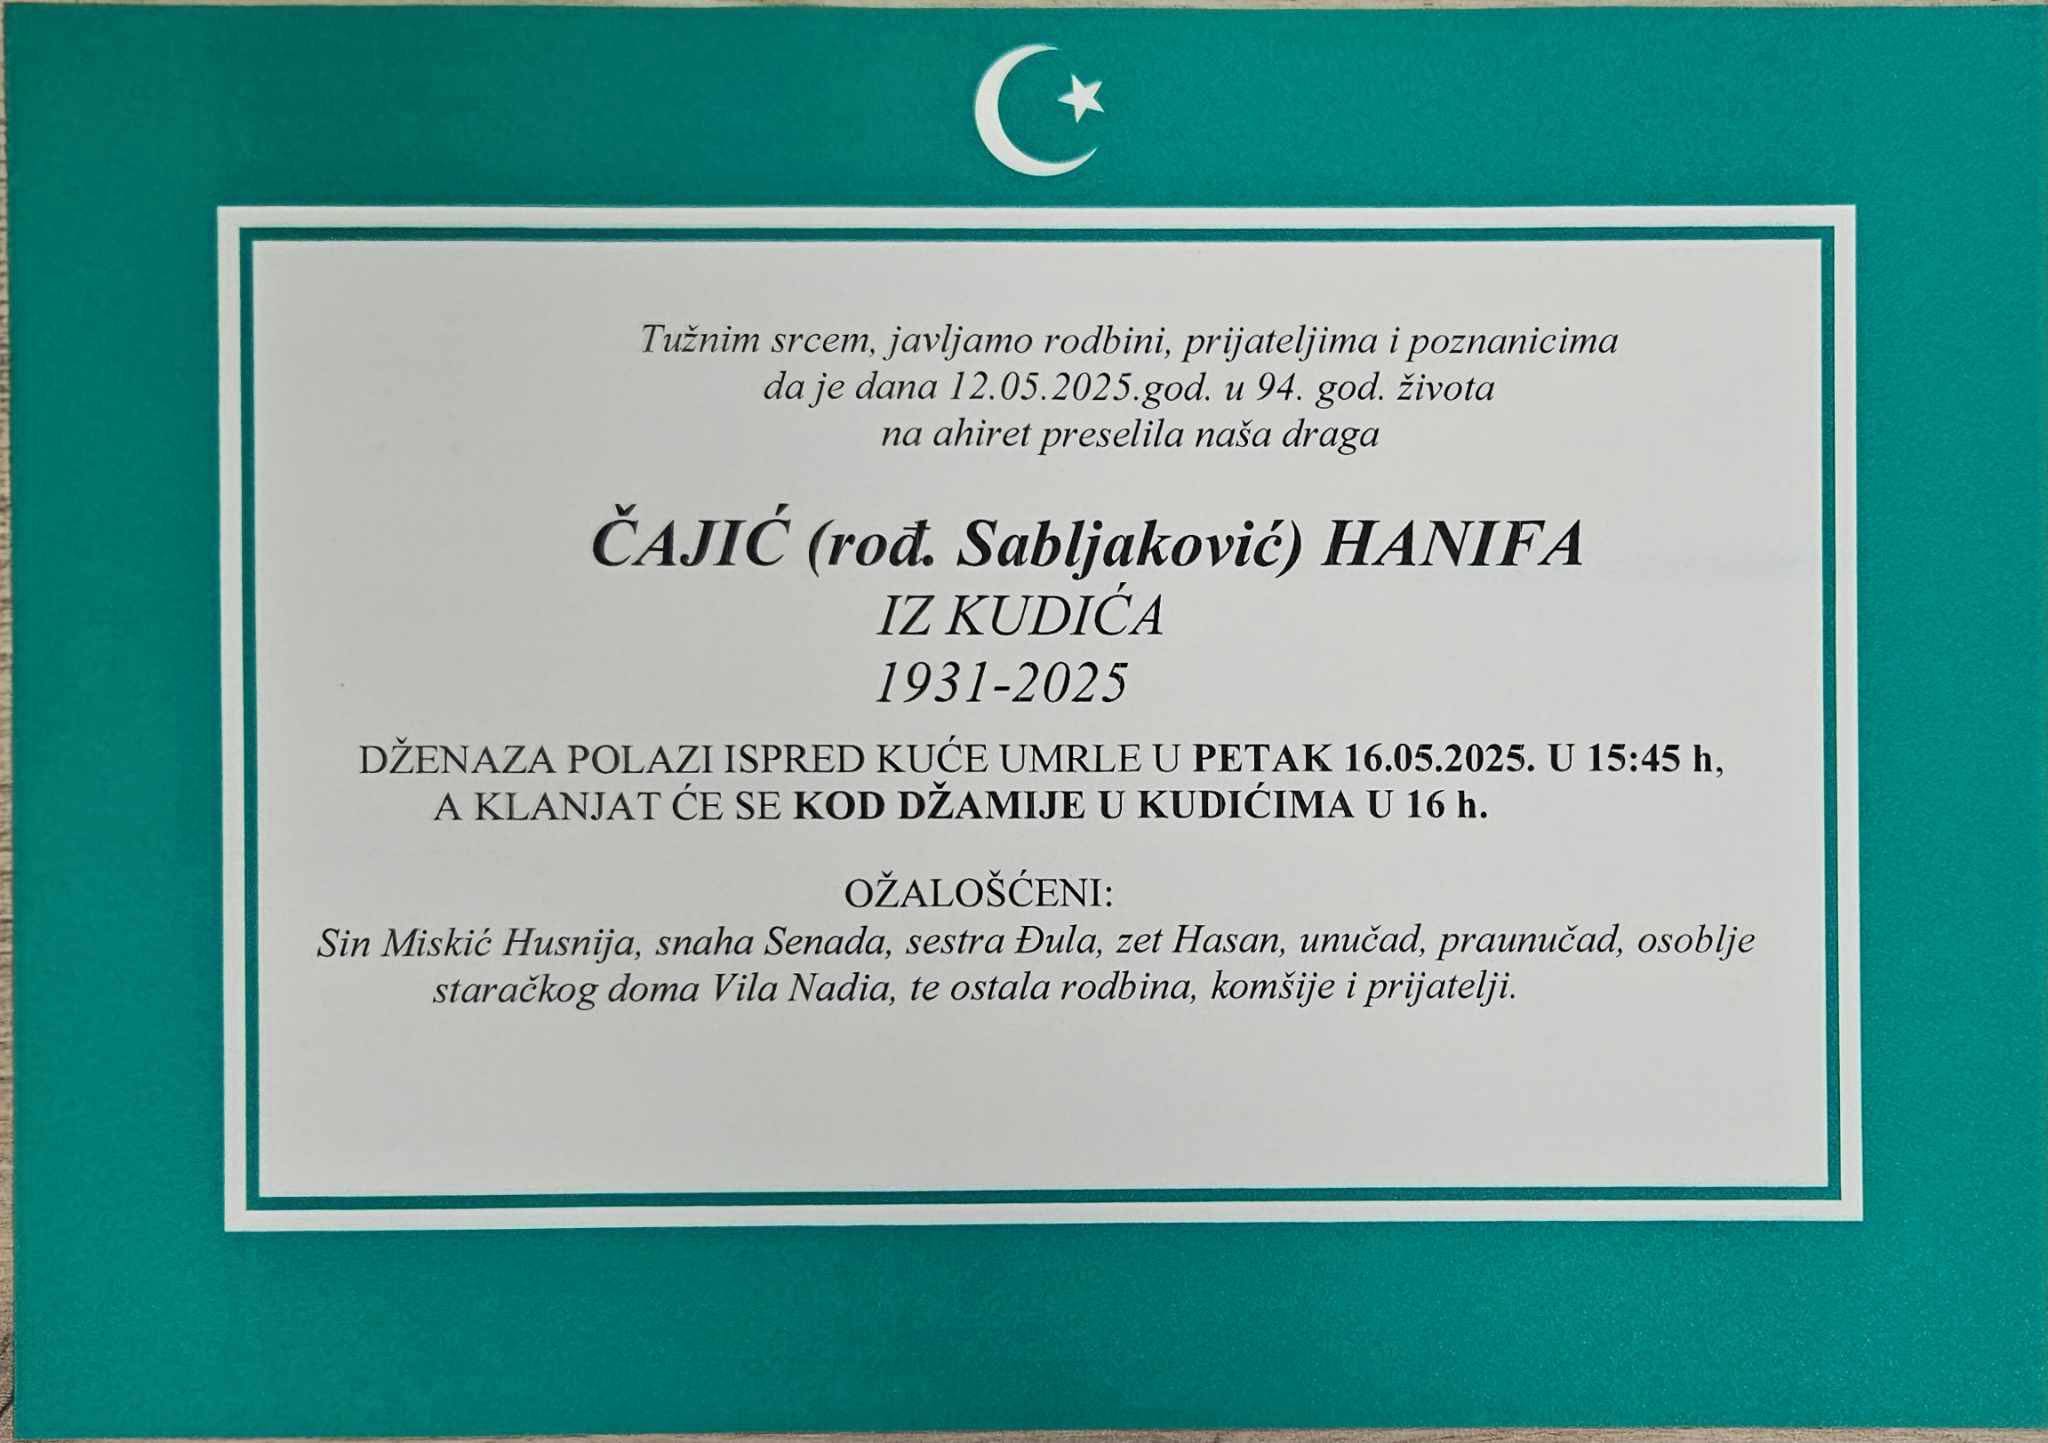 Tužnim srcem, javljamo rodbini, prijateljima i poznanicima
da je dana 12.05.2025.god. u 94. god. života
na ahiret preselila naša draga
ČAJIĆ (rođ. Sabljaković) HANIFA
IZ KUDIĆA
1931-2025
DŽENAZA POLAZI ISPRED KUĆE UMRLE U PETAK 16.05.2025. U 15:45 h,
A KLANJAT ĆE SE KOD DŽAMIJE U KUDIĆIMA U 16 h.
OŽALOŠĆENI:
Sin Miskić Husnija, snaha Senada, sestra Đula, zet Hasan, unučad, praunučad, osoblje
staračkog doma Vila Nadia, te ostala rodbina, komšije i prijatelji.